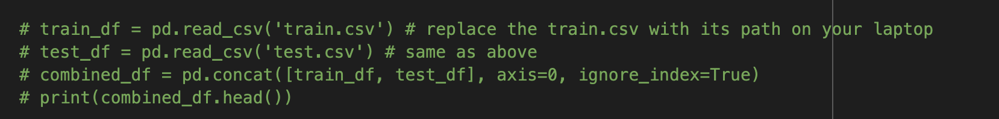 # train_df = pd.read_csv('train.csv') # replace the train.csv with its path on your laptop
# test_df = pd.read_csv('test.csv') # same as above
# combined_df = pd.concat([train_df, test_df], axis=0, ignore_index=True)
# print(combined_df.head())